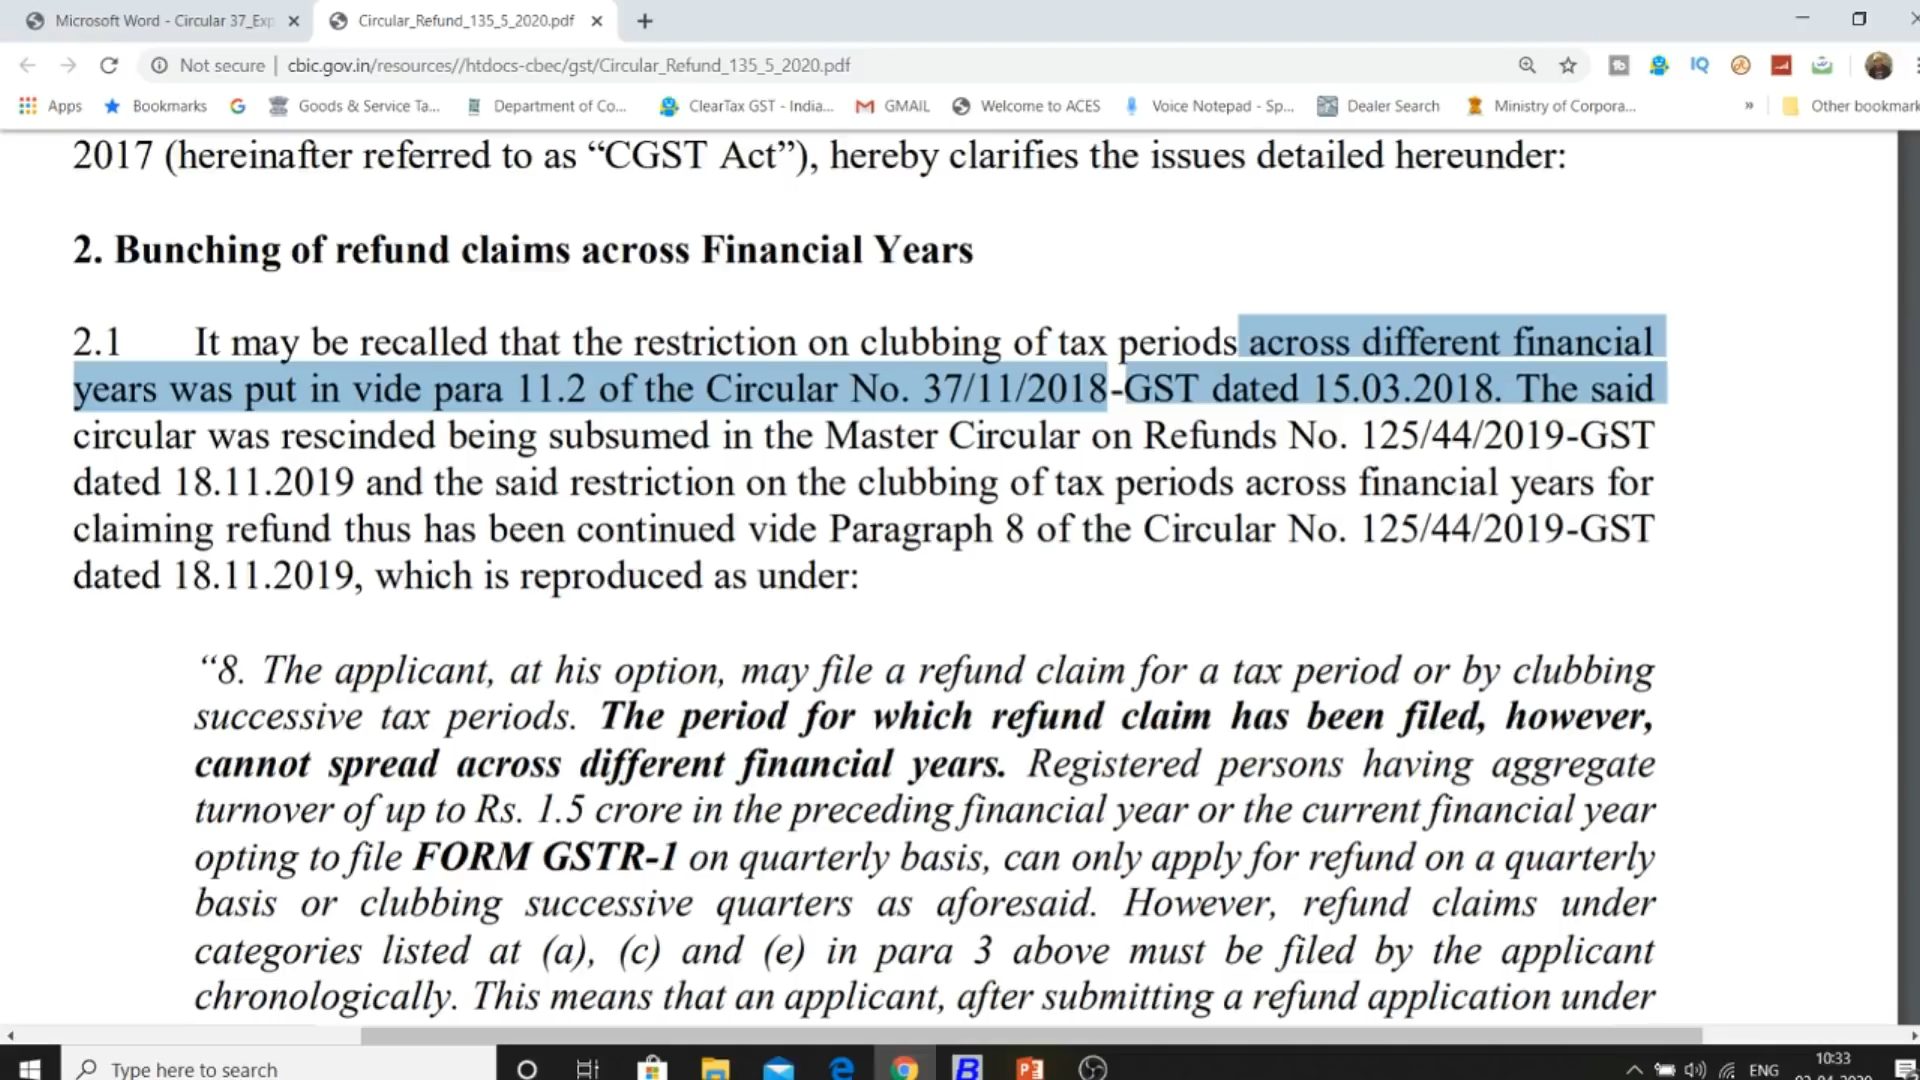 Microsoft Word - Circular 37_Exp
Circular_Refund_135_5_2020.pdf
Not secure
cbic.gov.in/resources//htdocs-cbec/gst/Circular_Refund_135_5_2020.pdf
IQ
Apps
Bookmarks
Goods & Service Ta...
Department of Co...
ClearTax GST - India...
GMAIL
Welcome to ACES
Voice Notepad - Sp...
Dealer Search
Ministry of Corpora...
»
Other bookmark
2017 (hereinafter referred to as “CGST Act”), hereby clarifies the issues detailed hereunder:
2. Bunching of refund claims across Financial Years
2.1 It may be recalled that the restriction on clubbing of tax periods across different financial
years was put in vide para 11.2 of the Circular No. 37/11/2018-GST dated 15.03.2018. The said
circular was rescinded being subsumed in the Master Circular on Refunds No. 125/44/2019-GST
dated 18.11.2019 and the said restriction on the clubbing of tax periods across financial years for
claiming refund thus has been continued vide Paragraph 8 of the Circular No. 125/44/2019-GST
dated 18.11.2019, which is reproduced as under:
“8. The applicant, at his option, may file a refund claim for a tax period or by clubbing
successive tax periods. The period for which refund claim has been filed, however,
cannot spread across different financial years. Registered persons having aggregate
turnover of up to Rs. 1.5 crore in the preceding financial year or the current financial year
opting to file FORM GSTR-1 on quarterly basis, can only apply for refund on a quarterly
basis or clubbing successive quarters as aforesaid. However, refund claims under
categories listed at (a), (c) and (e) in para 3 above must be filed by the applicant
chronologically. This means that an applicant, after submitting a refund application under
Type here to search
B
ENG
10:33